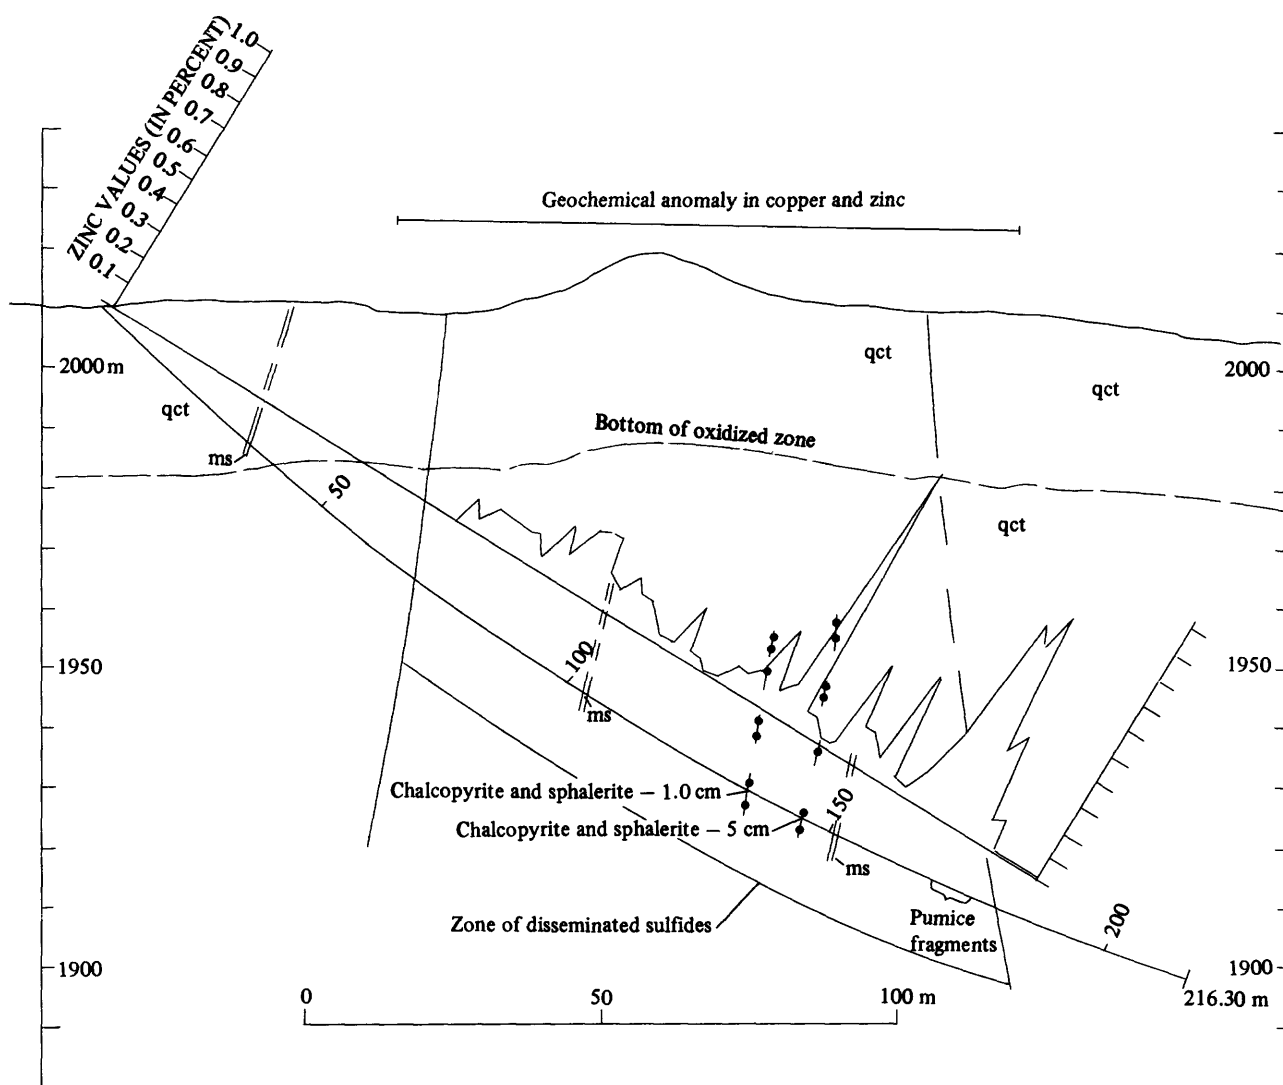 ZINC VALUES (IN PERCENT)
1.0
0.9
0.8
0.7
0.6
0.5
0.4
0.3
0.2
0.1
Geochemical anomaly in copper and zinc
2000 m
qct
qct
2000
qct
Bottom of oxidized zone
ms
50
qct
1950
100
1950
ms
Chalcopyrite and sphalerite – 1.0 cm
150
Chalcopyrite and sphalerite – 5 cm
ms
Zone of disseminated sulfides
Pumice
fragments
200
1900
1900
0
50
100 m
216.30 m